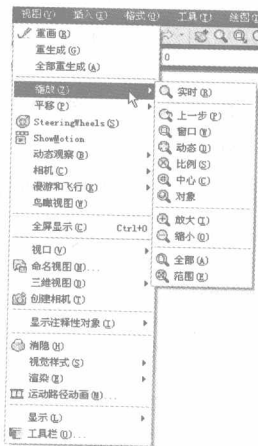 视图(V) 插入(I) 格式(O) 工具(T) 绘图(
重画(R)
重生成(G)
全部重生成(A)
缩放(Z)
平移(P)
SteeringWheels(S)
ShowMotion
动态观察(B)
相机(C)
漫游和飞行(K)
鸟瞰视图(W)
全屏显示(C) Ctrl+0
视口(V)
命名视图(N)...
三维视图(D)
创建相机(T)
显示注释性对象(I)
消隐(H)
视觉样式(S)
渲染(E)
运动路径动画(M)...
显示(L)
工具栏(O)...
0
实时(R)
上一步(P)
窗口(W)
动态(D)
比例(S)
中心(C)
对象
放大(I)
缩小(O)
全部(A)
范围(E)